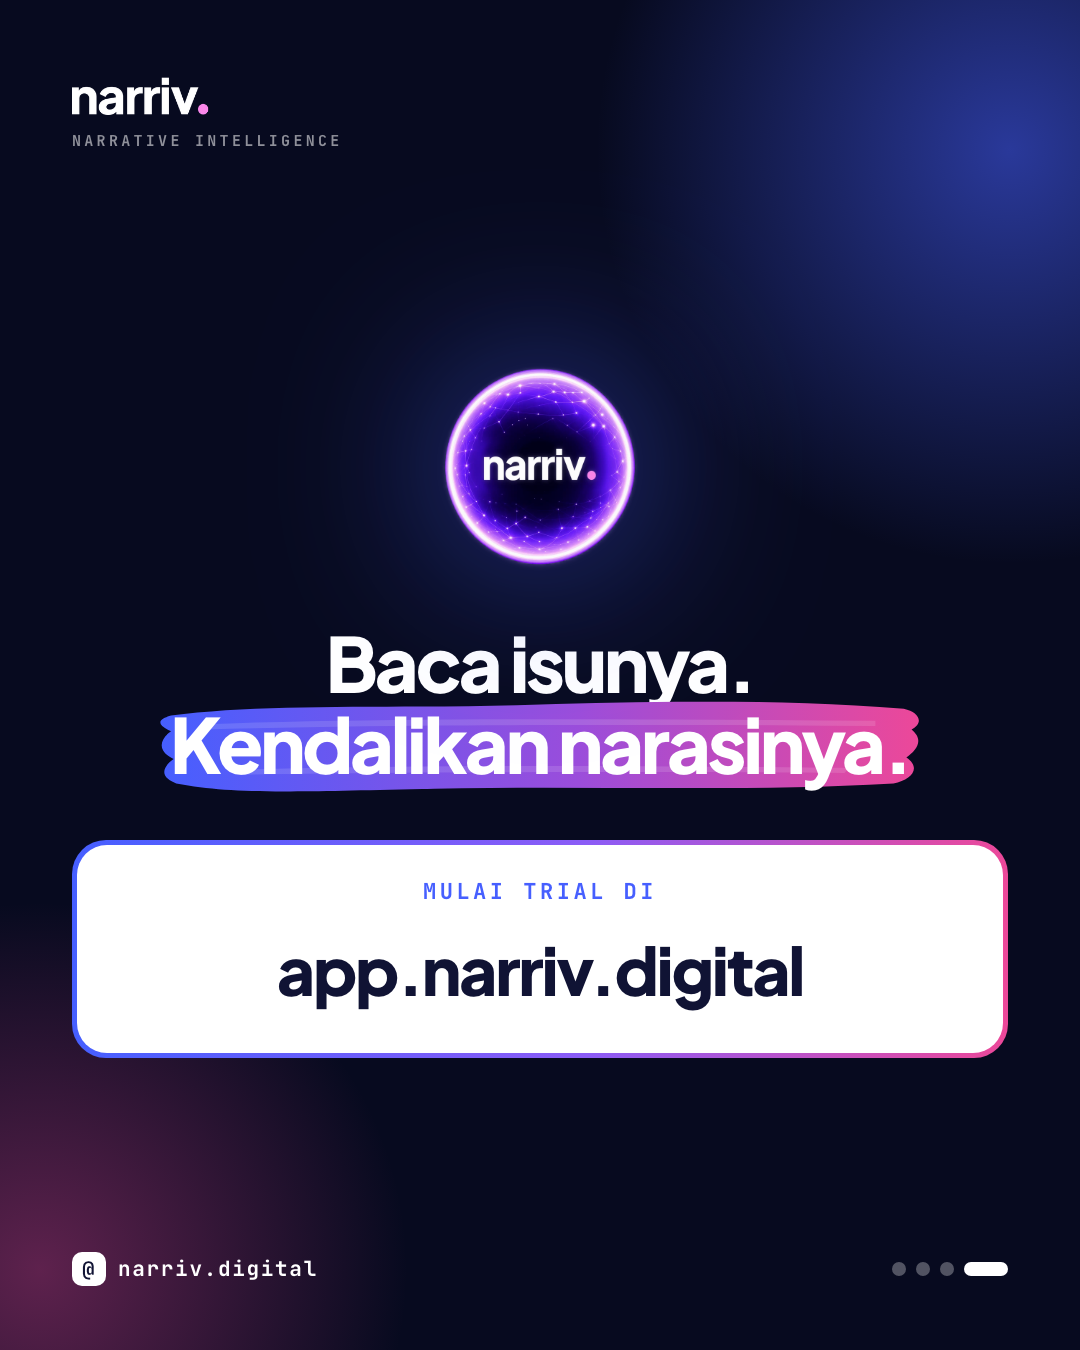 narriv.
NARRATIVE INTELLIGENCE
narriv.
Baca isunya.
Kendalikan narasinya.
MULAI TRIAL DI
app.narriv.digital
@ narriv.digital